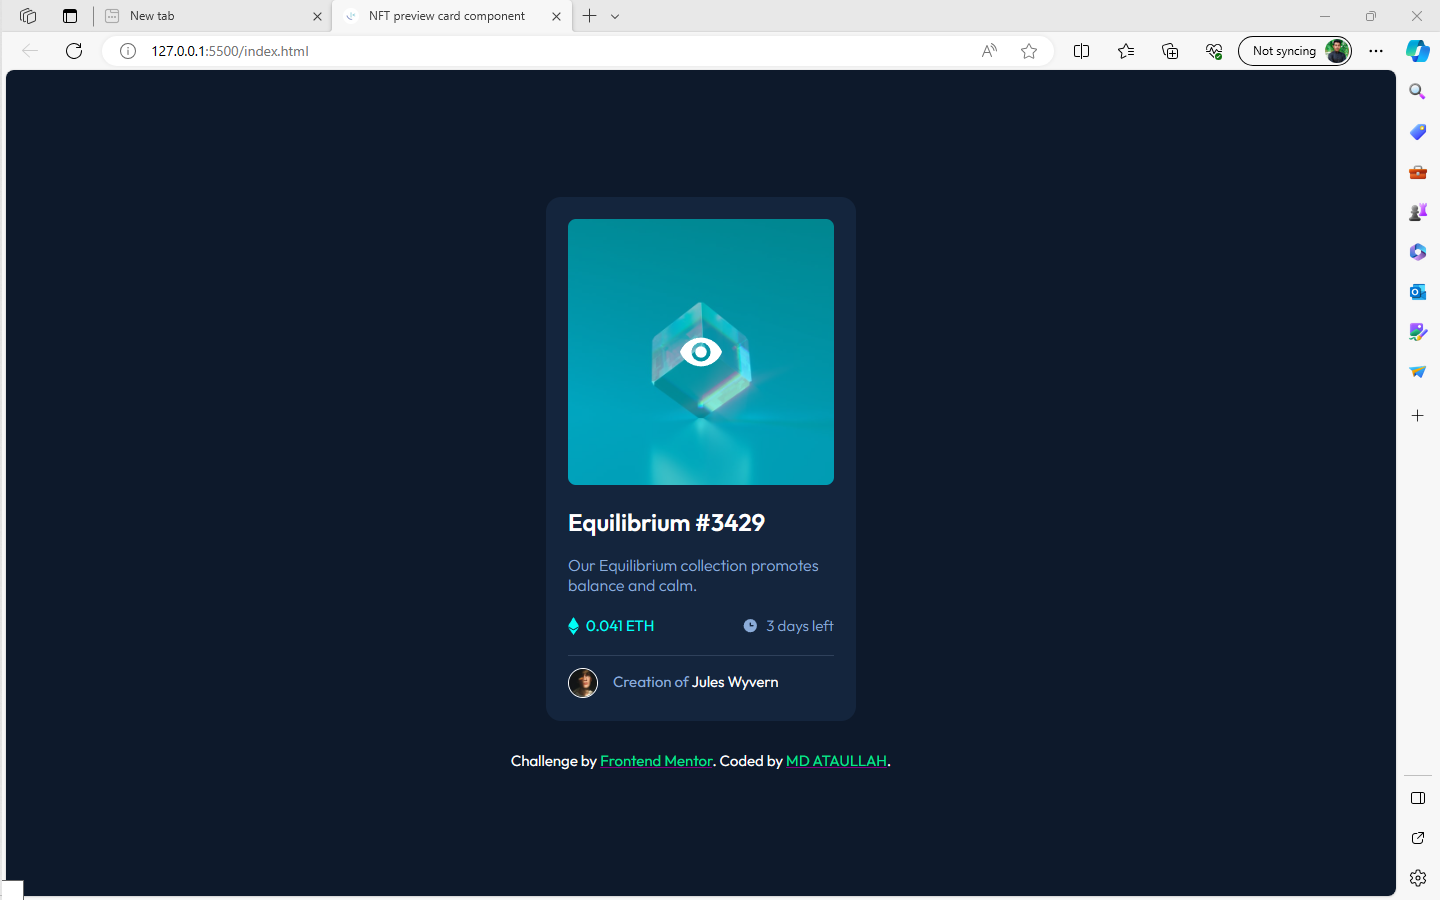 New tab
NFT preview card component
127.0.0.1:5500/index.html
Not syncing
Equilibrium #3429
Our Equilibrium collection promotes
balance and calm.
0.041 ETH
3 days left
Creation of Jules Wyvern
Challenge by Frontend Mentor. Coded by MD ATAULLAH.